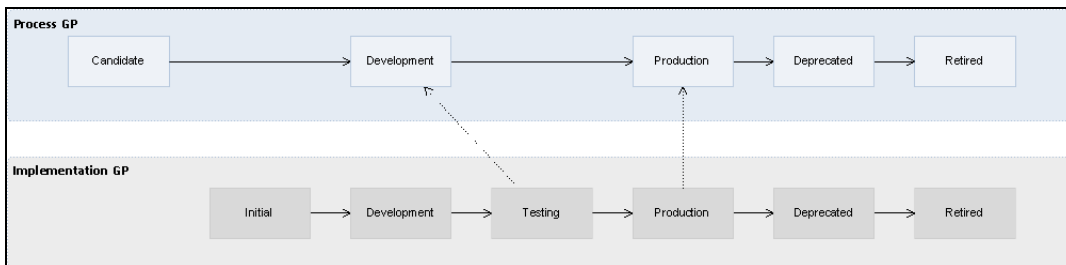 Process GP
Candidate
Development
Production
Deprecated
Retired
Implementation GP
Initial
Development
Testing
Production
Deprecated
Retired